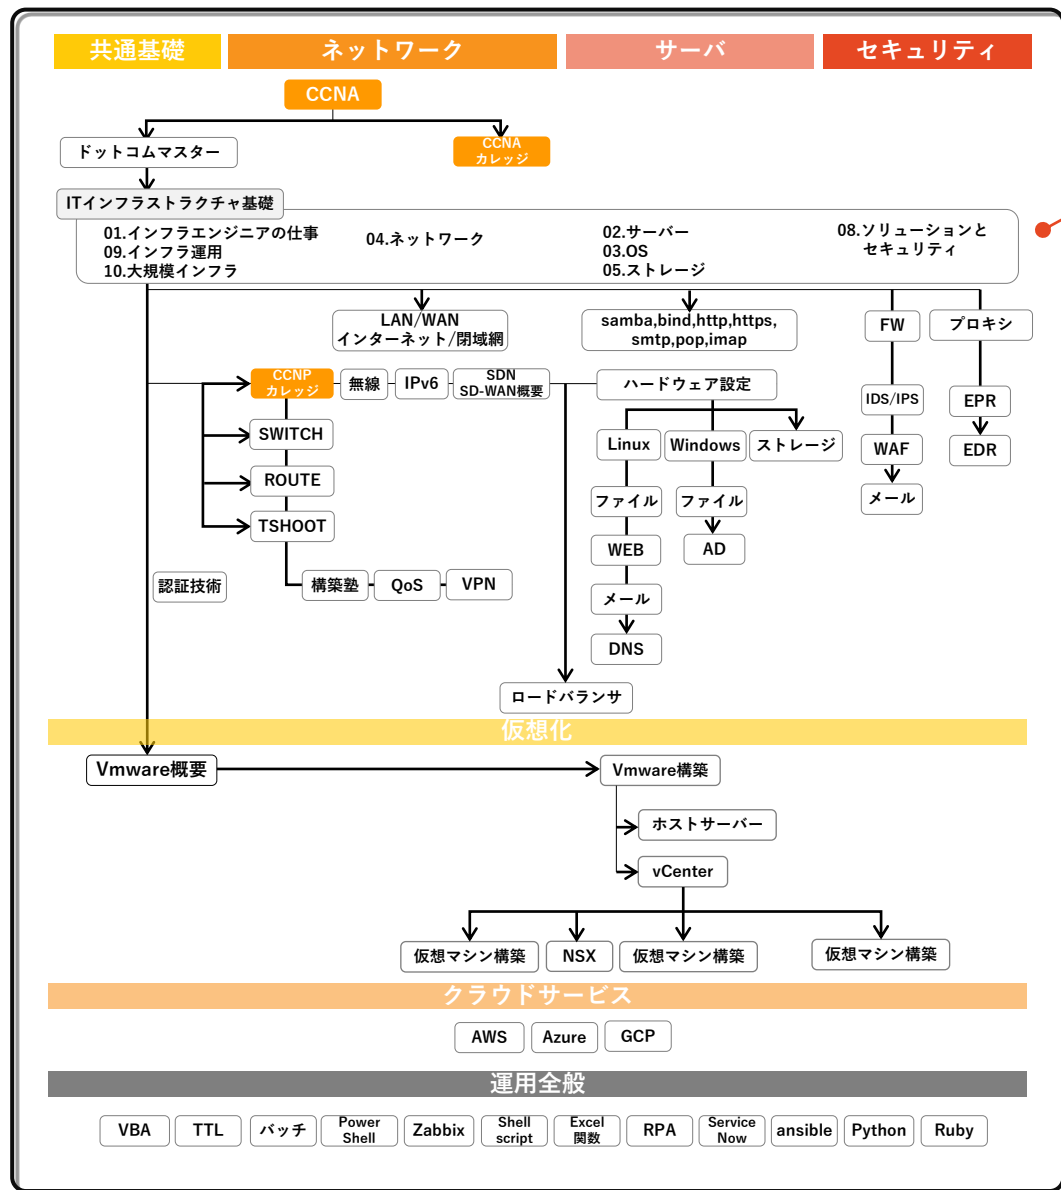 共通基礎
ネットワーク
サーバ
セキュリティ
CCNA
ドットコムマスター
CCNA
カレッジ
ITインフラストラクチャ基礎
01.インフラエンジニアの仕事
09.インフラ運用
10.大規模インフラ
04.ネットワーク
02.サーバー
03.OS
05.ストレージ
08.ソリューションと
セキュリティ
LAN/WAN
インターネット/閉域網
samba,bind,http,https,
smtp,pop,imap
FW
プロキシ
CCNP
カレッジ
無線
IPv6
SDN
SD-WAN概要
ハードウェア設定
IDS/IPS
EPR
SWITCH
Linux
Windows
ストレージ
WAF
EDR
ROUTE
ファイル
ファイル
メール
TSHOOT
WEB
AD
認証技術
構築塾
QoS
VPN
メール
DNS
ロードバランサ
仮想化
Vmware概要
Vmware構築
ホストサーバー
vCenter
仮想マシン構築
NSX
仮想マシン構築
仮想マシン構築
クラウドサービス
AWS
Azure
GCP
運用全般
VBA
TTL
バッチ
Power
Shell
Zabbix
Shell
script
Excel
関数
RPA
Service
Now
ansible
Python
Ruby